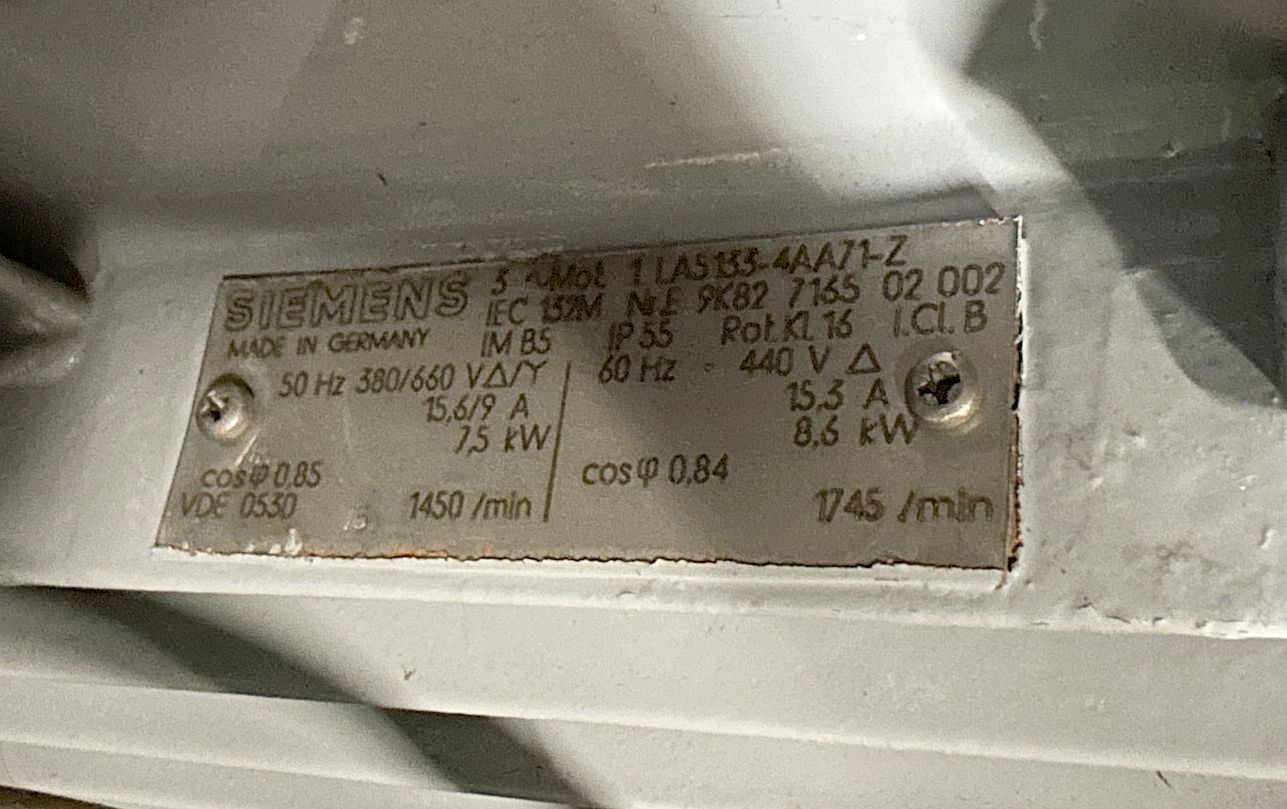 SIEMENS 3 ~Mot. 1 LA5133-4AA71-Z
IEC 132M Nr.E 9K82 7165 02 002
MADE IN GERMANY IM B5 IP 55 Rot.Kl. 16 I.Cl. B
50 Hz 380/660 V Δ/Y 60 Hz 440 V Δ
15,6/9 A 15,3 A
7,5 kW 8,6 kW
cosφ 0,85 cosφ 0,84
VDE 0530 1450 /min 1745 /min